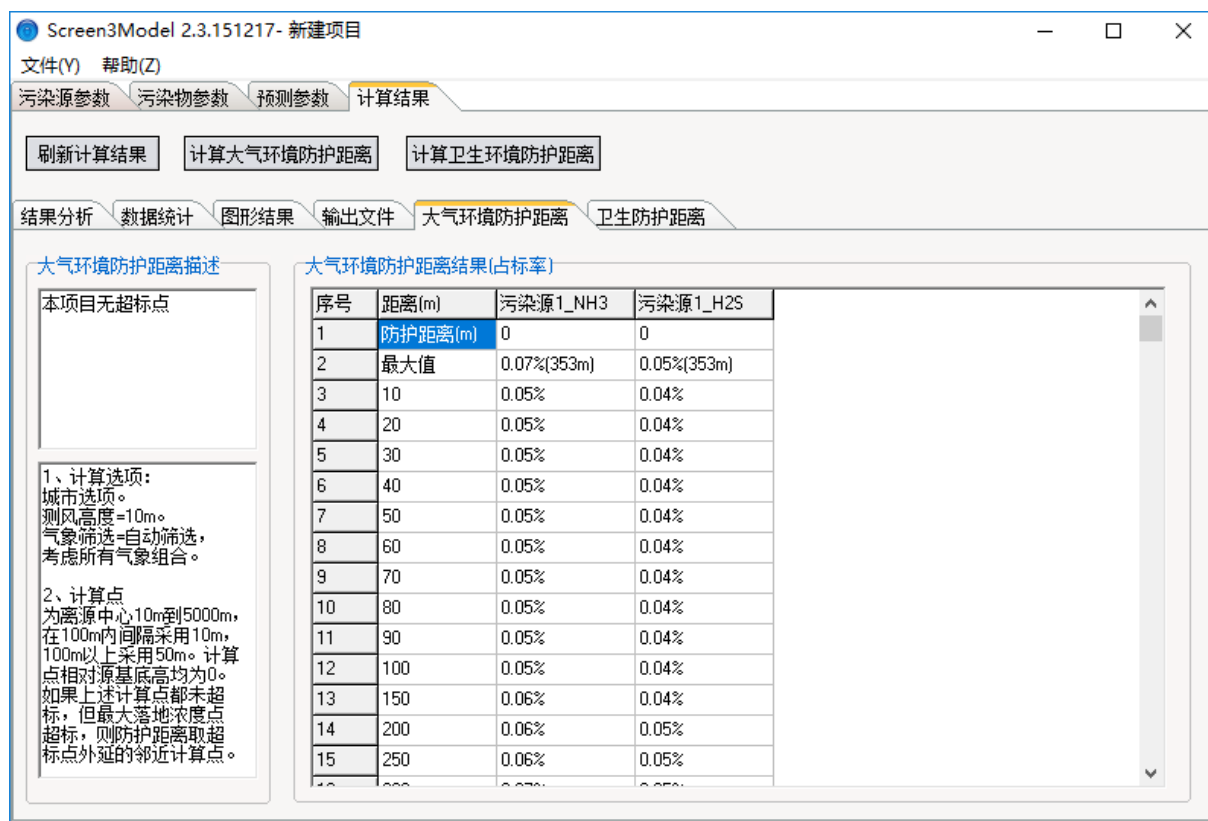 Screen3Model 2.3.151217- 新建项目
文件(Y) 帮助(Z)
污染源参数 污染物参数 预测参数 计算结果
刷新计算结果 计算大气环境防护距离 计算卫生环境防护距离
结果分析 数据统计 图形结果 输出文件 大气环境防护距离 卫生防护距离
大气环境防护距离描述
本项目无超标点
1、计算选项:
城市选项。
测风高度=10m。
气象筛选=自动筛选,
考虑所有气象组合。
2、计算点
为离源中心10m到5000m,
在100m内间隔采用10m,
100m以上采用50m。计算
点相对源基底高均为0。
如果上述计算点都未超
标,但最大落地浓度点
超标,则防护距离取超
标点外延的邻近计算点。
大气环境防护距离结果(占标率)
序号 距离(m) 污染源1_NH3 污染源1_H2S
1 防护距离(m) 0 0
2 最大值 0.07%(353m) 0.05%(353m)
3 10 0.05% 0.04%
4 20 0.05% 0.04%
5 30 0.05% 0.04%
6 40 0.05% 0.04%
7 50 0.05% 0.04%
8 60 0.05% 0.04%
9 70 0.05% 0.04%
10 80 0.05% 0.04%
11 90 0.05% 0.04%
12 100 0.05% 0.04%
13 150 0.06% 0.04%
14 200 0.06% 0.05%
15 250 0.06% 0.05%